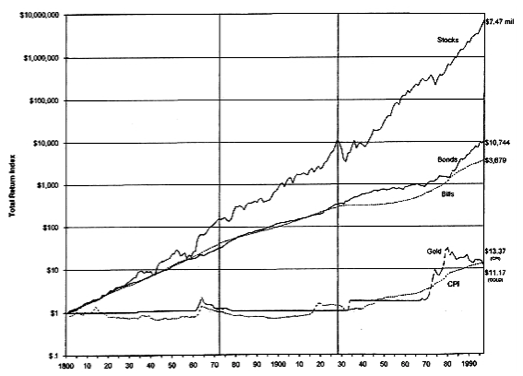 $10,000,000
$1,000,000
$100,000
$10,000
$1,000
$100
$10
$1
$.1
Total Return Index
Stocks
$7.47 mil
$10,744
Bonds
$3,679
Bills
Gold
$13.37
(CPI)
$11.17
(GOLD)
CPI
1800 10 20 30 40 50 60 70 80 90 1900 10 20 30 40 50 60 70 80 1990